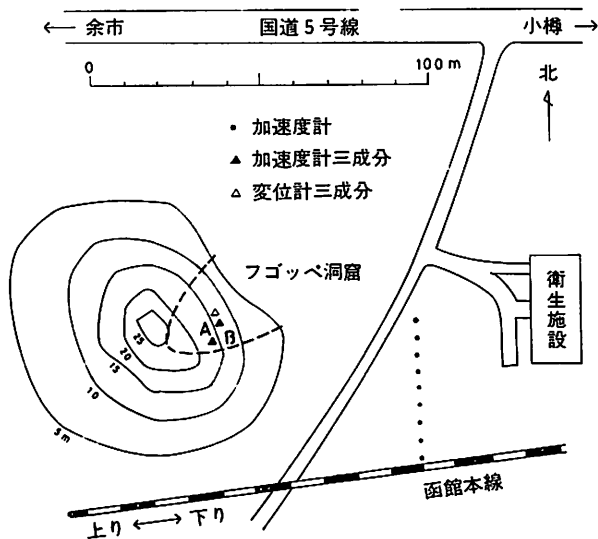 ← 余市 国道5号線 小樽 →
0 100m
北
• 加速度計
▲ 加速度計三成分
△ 変位計三成分
フゴッペ洞窟
衛生施設
A B
25
20
15
10
5m
函館本線
上り ⟷ 下り